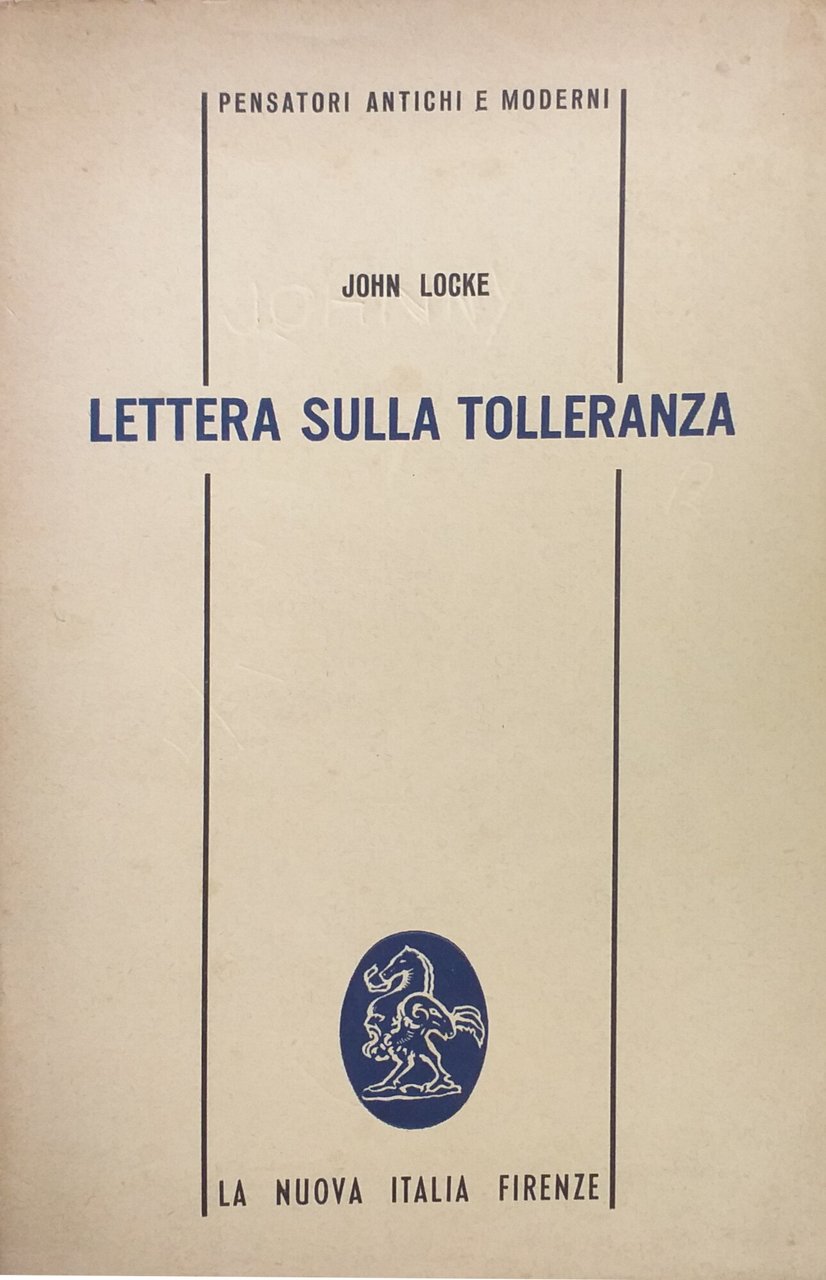 PENSATORI ANTICHI E MODERNI
JOHN LOCKE
LETTERA SULLA TOLLERANZA
LA NUOVA ITALIA FIRENZE